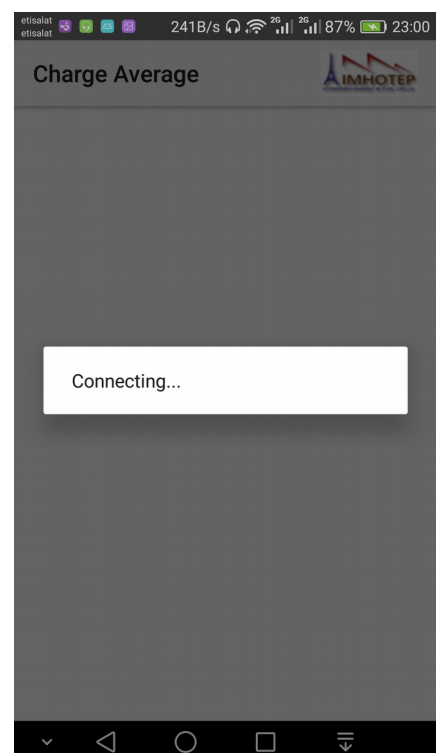 etisalat
etisalat
241B/s 2G 2G 87% 23:00
Charge Average
IMHOTEP
Connecting...